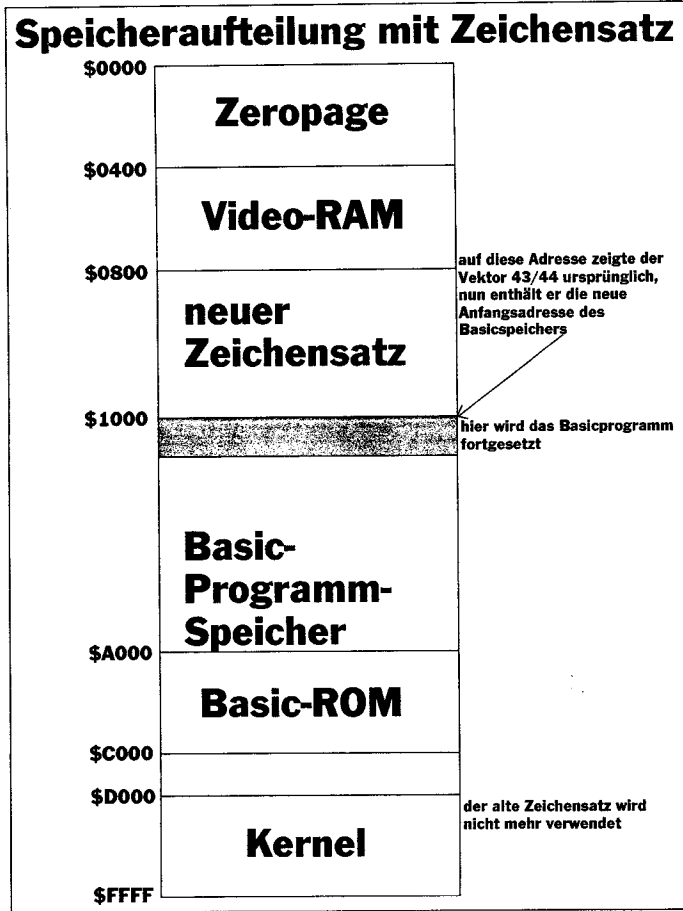 Speicheraufteilung mit Zeichensatz
$0000
Zeropage
$0400
Video-RAM
$0800
auf diese Adresse zeigte der
Vektor 43/44 ursprünglich,
nun enthält er die neue
Anfangsadresse des
Basicspeichers
neuer
Zeichensatz
$1000
hier wird das Basicprogramm
fortgesetzt
Basic-
Programm-
Speicher
$A000
Basic-ROM
$C000
$D000
der alte Zeichensatz wird
nicht mehr verwendet
Kernel
$FFFF